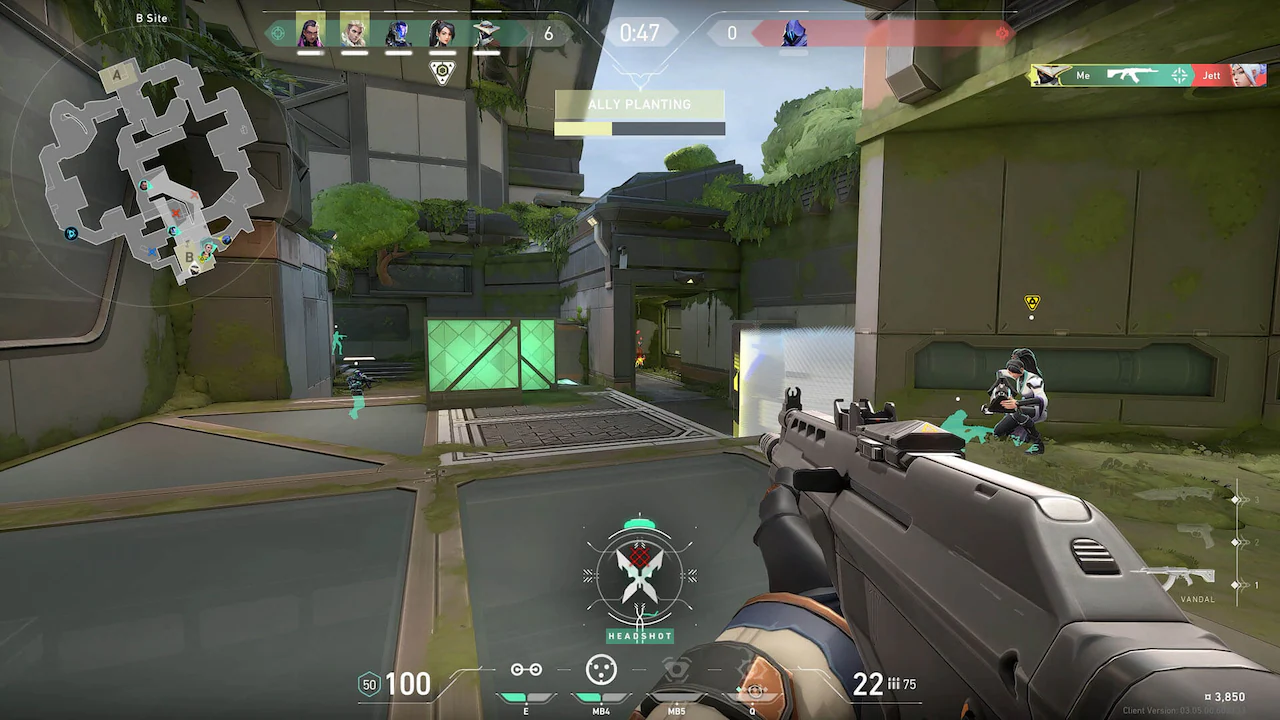 B Site
6
0:47
0
Me
Jett
ALLY PLANTING
A
B
3
2
1
VANDAL
HEADSHOT
50
100
22
75
E
MB4
MB5
Q
¤ 3,850